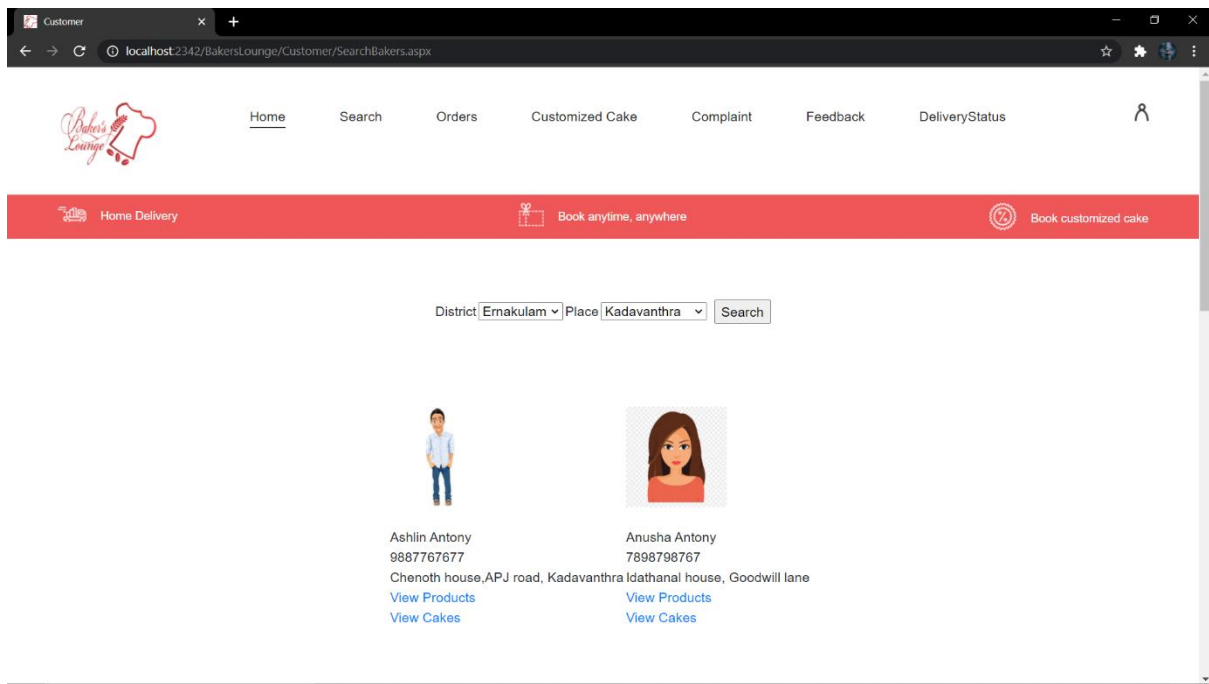 Customer
localhost:2342/BakersLounge/Customer/SearchBakers.aspx
Baker's
Lounge
Home Search Orders Customized Cake Complaint Feedback DeliveryStatus
Home Delivery Book anytime, anywhere Book customized cake
District Ernakulam Place Kadavanthra Search
Ashlin Antony
9887767677
Chenoth house,APJ road, Kadavanthra
View Products
View Cakes
Anusha Antony
7898798767
Idathanal house, Goodwill lane
View Products
View Cakes